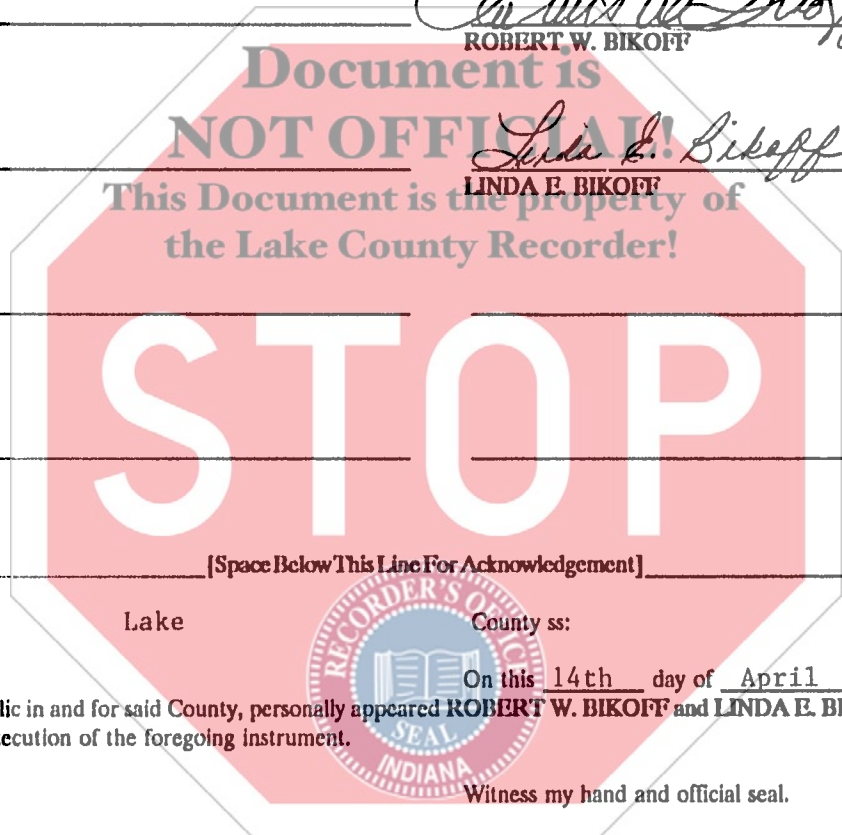 ROBERT W. BIKOFF
Document is
NOT OFFICIAL!
Linda E. Bikoff
LINDA E. BIKOFF
This Document is the property of
the Lake County Recorder!
STOP
[Space Below This Line For Acknowledgement]
Lake County ss:
On this 14th day of April
lic in and for said County, personally appeared ROBERT W. BIKOFF and LINDA E. BI
ecution of the foregoing instrument.
RECORDER'S OFFICE
SEAL
INDIANA
Witness my hand and official seal.